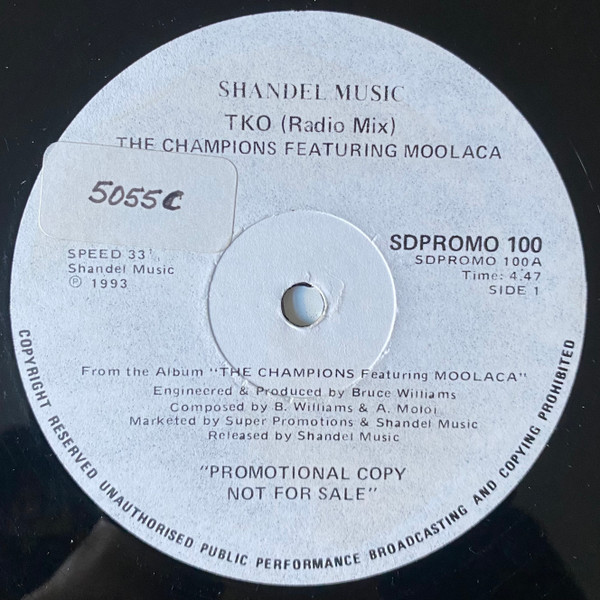 SHANDEL MUSIC
TKO (Radio Mix)
THE CHAMPIONS FEATURING MOOLACA
5055C
SPEED 33⅓
Shandel Music
℗ 1993
SDPROMO 100
SDPROMO 100A
Time: 4.47
SIDE 1
From the Album "THE CHAMPIONS Featuring MOOLACA"
Engineered & Produced by Bruce Williams
Composed by B. Williams & A. Moloi
Marketed by Super Promotions & Shandel Music
Released by Shandel Music
"PROMOTIONAL COPY
NOT FOR SALE"
COPYRIGHT RESERVED UNAUTHORISED PUBLIC PERFORMANCE BROADCASTING AND COPYING PROHIBITED